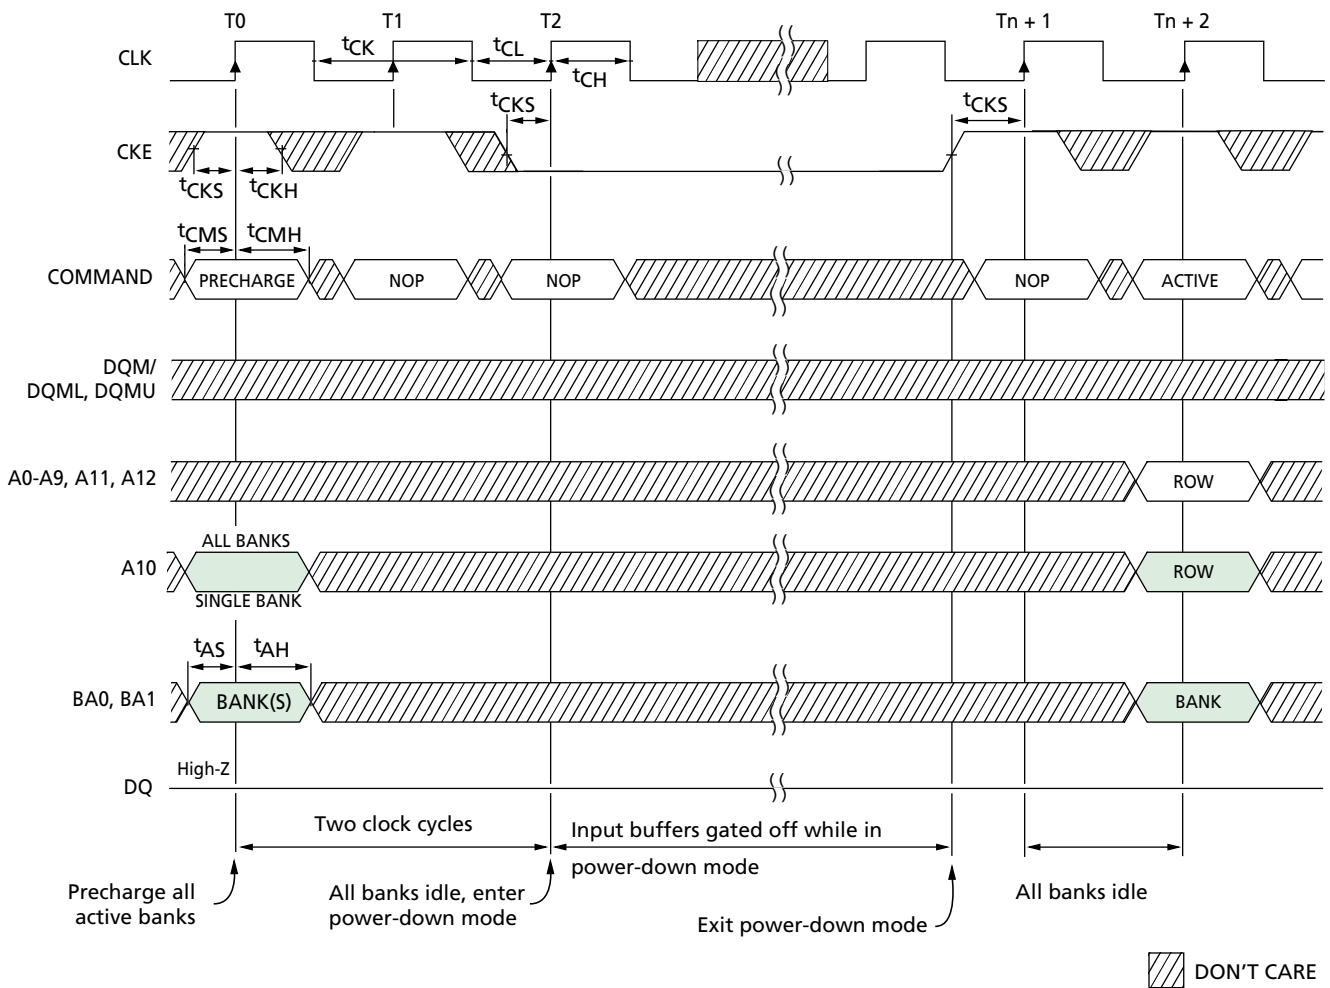 T0 T1 T2 Tn + 1 Tn + 2
CLK
tCK tCL
tCH
tCKS tCKS
CKE
tCKS tCKH
tCMS tCMH
COMMAND PRECHARGE NOP NOP NOP ACTIVE
DQM/
DQML, DQMU
A0-A9, A11, A12 ROW
ALL BANKS
A10 ROW
SINGLE BANK
tAS tAH
BA0, BA1 BANK(S) BANK
High-Z
DQ
Two clock cycles
Input buffers gated off while in
power-down mode
Precharge all
active banks
All banks idle, enter
power-down mode
Exit power-down mode
All banks idle
DON'T CARE